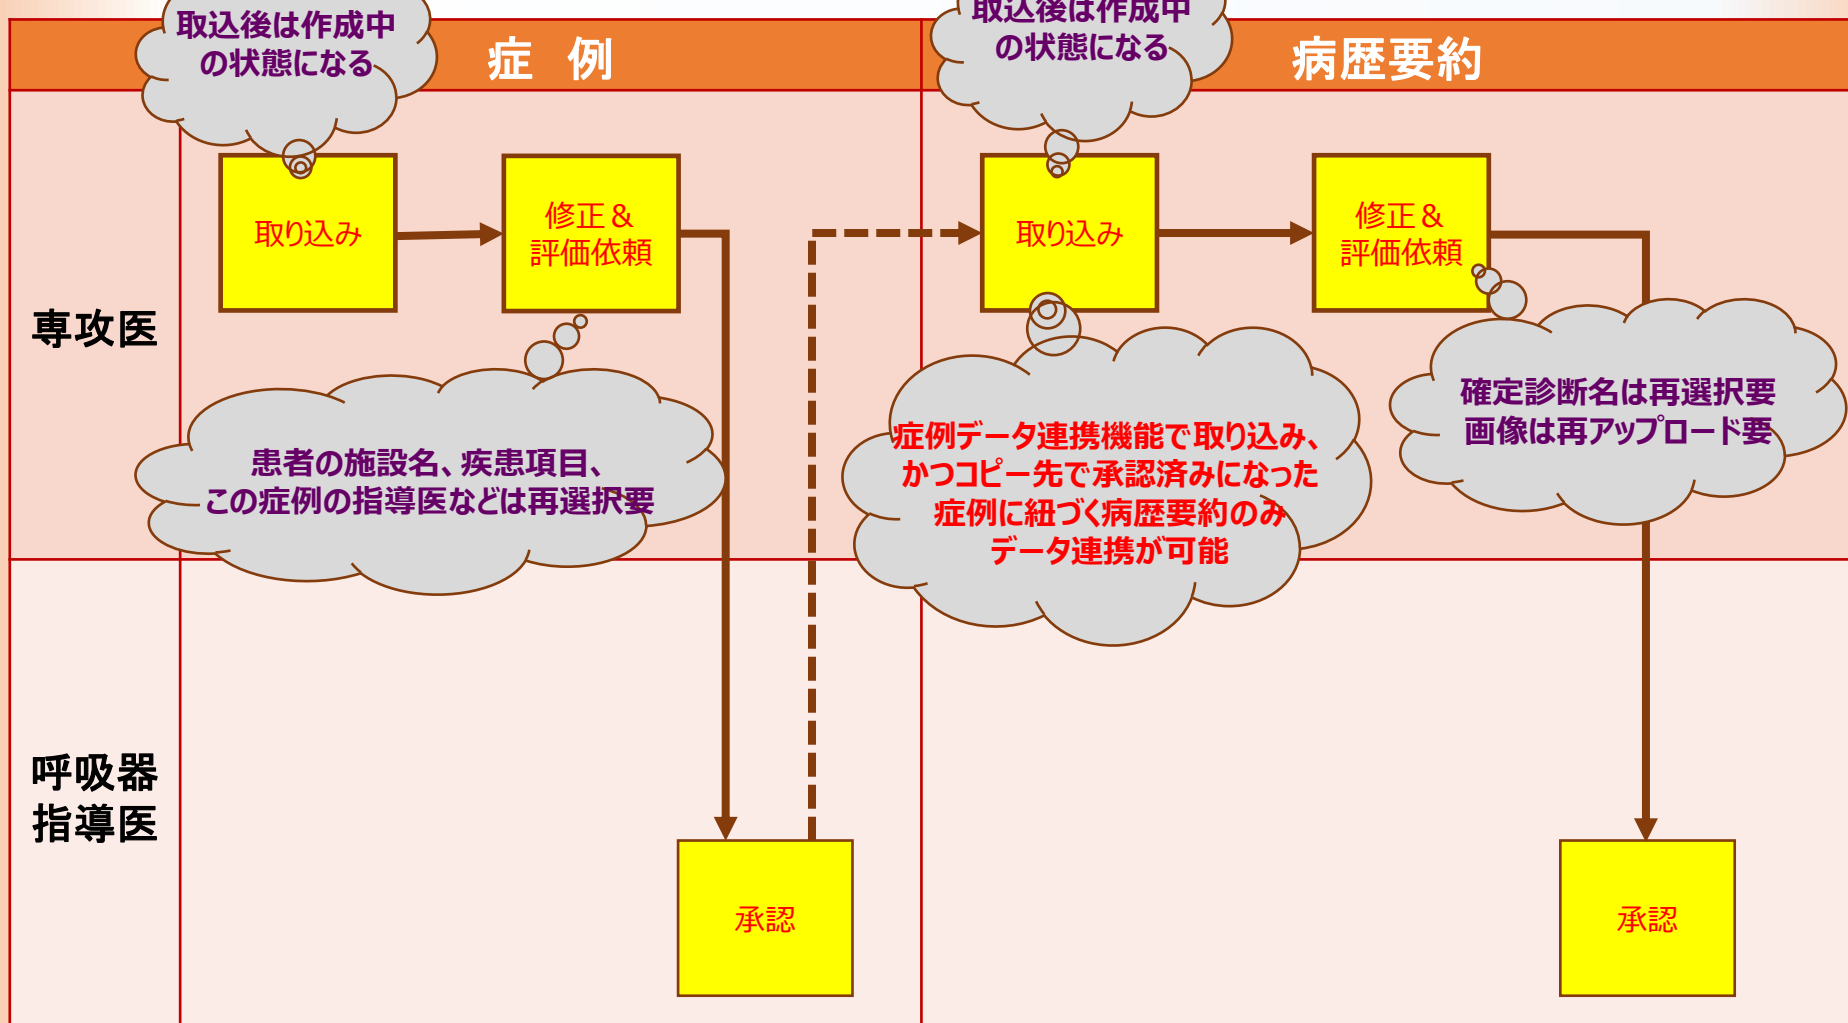 取込後は作成中
の状態になる
取込後は作成中
の状態になる
症　例
病歴要約
専攻医
取り込み
修正＆
評価依頼
取り込み
修正＆
評価依頼
患者の施設名、疾患項目、
この症例の指導医などは再選択要
症例データ連携機能で取り込み、
かつコピー先で承認済みになった
症例に紐づく病歴要約のみ
データ連携が可能
確定診断名は再選択要
画像は再アップロード要
呼吸器
指導医
承認
承認